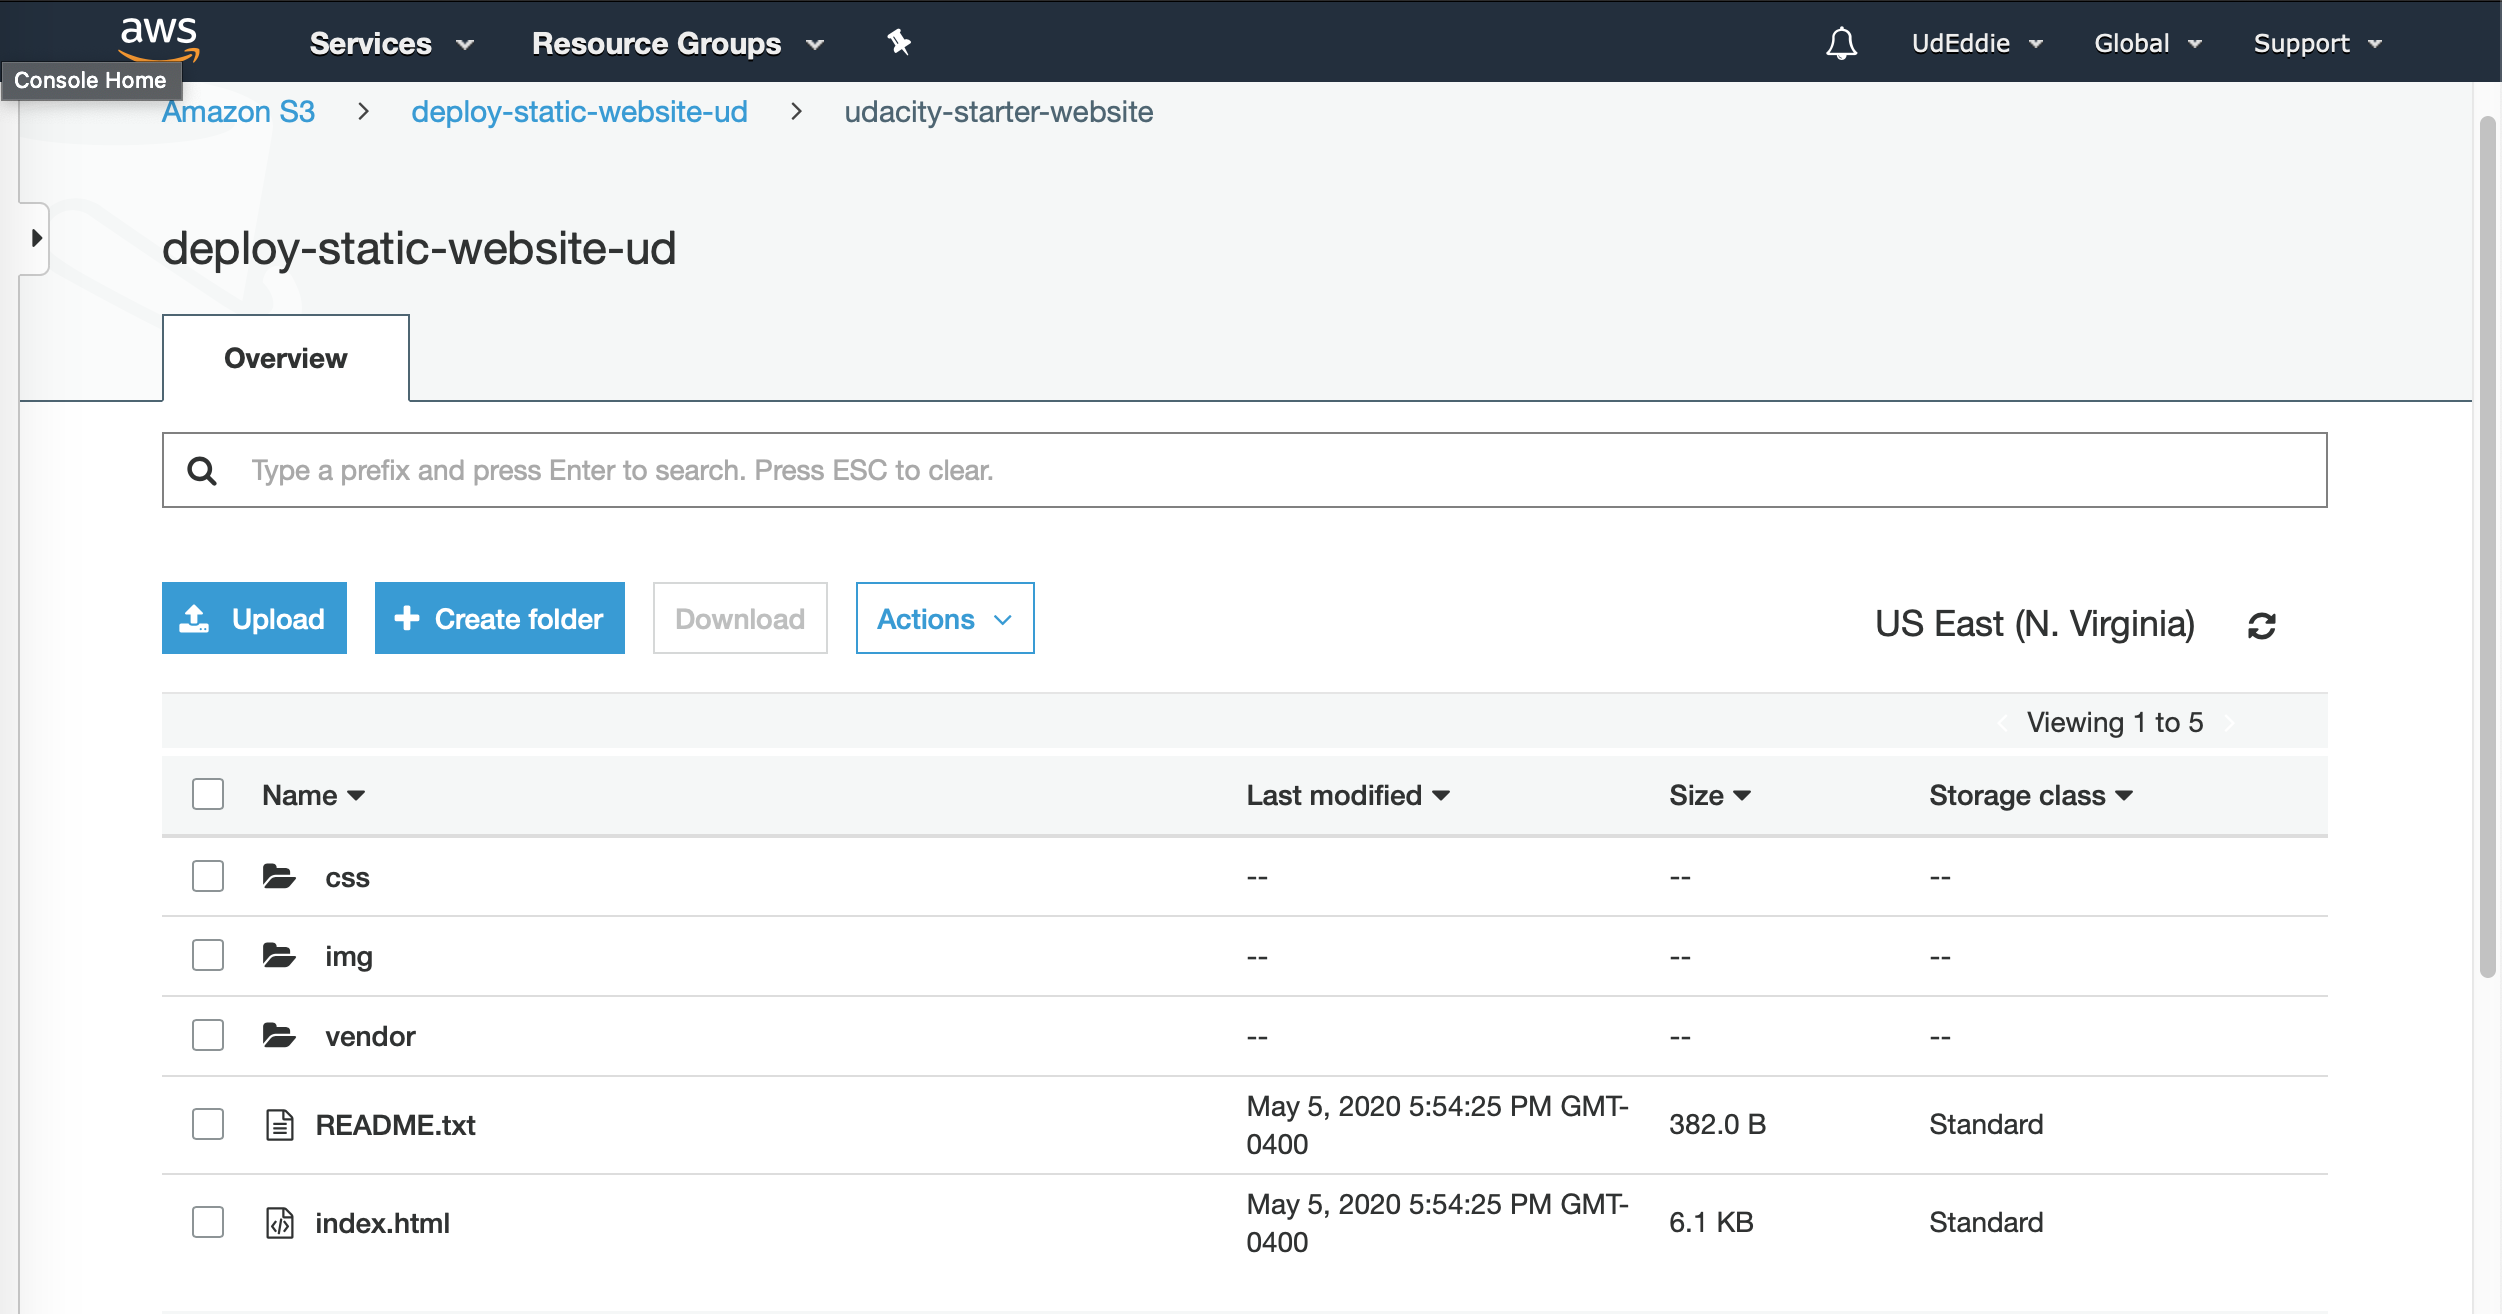 aws
Services
Resource Groups
UdEddie
Global
Support
Console Home
Amazon S3 > deploy-static-website-ud > udacity-starter-website
deploy-static-website-ud
Overview
Type a prefix and press Enter to search. Press ESC to clear.
Upload
Create folder
Download
Actions
US East (N. Virginia)
Viewing 1 to 5
Name
Last modified
Size
Storage class
css
--
--
--
img
--
--
--
vendor
--
--
--
README.txt
May 5, 2020 5:54:25 PM GMT-
0400
382.0 B
Standard
index.html
May 5, 2020 5:54:25 PM GMT-
0400
6.1 KB
Standard